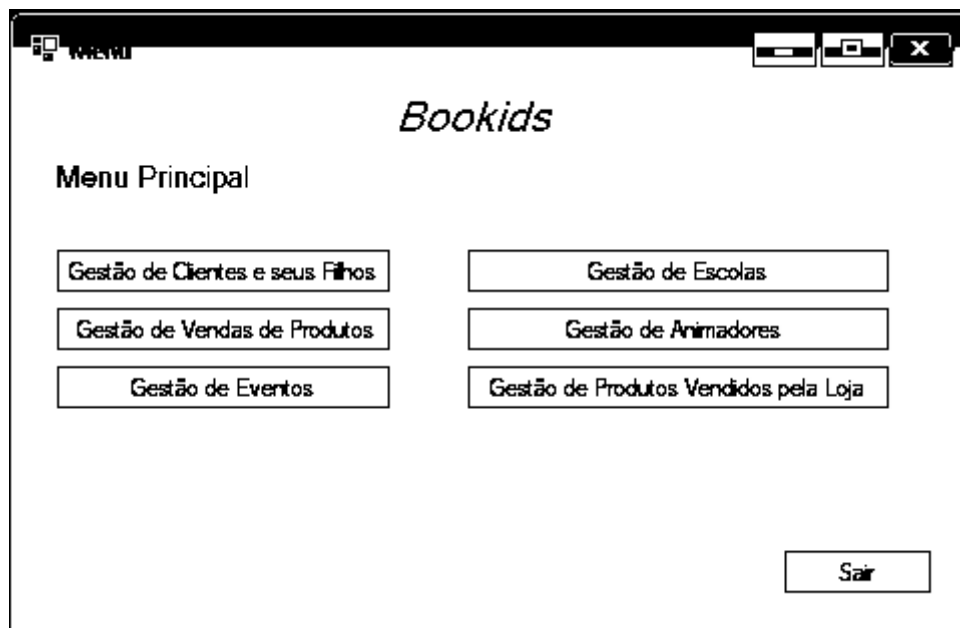 Menu
Bookids
Menu Principal
Gestão de Clientes e seus Filhos
Gestão de Escolas
Gestão de Vendas de Produtos
Gestão de Animadores
Gestão de Eventos
Gestão de Produtos Vendidos pela Loja
Sair